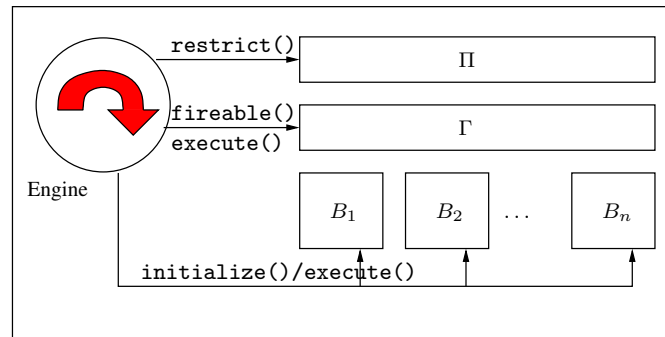 restrict()
Π
fireable()
Γ
execute()
Engine
B1 B2 ... Bn
initialize()/execute()